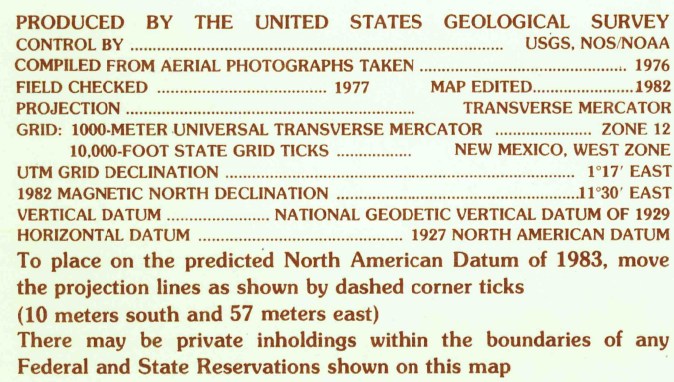 PRODUCED BY THE UNITED STATES GEOLOGICAL SURVEY
CONTROL BY ........................................ USGS, NOS/NOAA
COMPILED FROM AERIAL PHOTOGRAPHS TAKEN ........................................ 1976
FIELD CHECKED .............................. 1977 MAP EDITED....................1982
PROJECTION ........................................ TRANSVERSE MERCATOR
GRID: 1000-METER UNIVERSAL TRANSVERSE MERCATOR .................... ZONE 12
10,000-FOOT STATE GRID TICKS ................ NEW MEXICO, WEST ZONE
UTM GRID DECLINATION ........................................ 1°17′ EAST
1982 MAGNETIC NORTH DECLINATION ........................................11°30′ EAST
VERTICAL DATUM ...................... NATIONAL GEODETIC VERTICAL DATUM OF 1929
HORIZONTAL DATUM ........................................ 1927 NORTH AMERICAN DATUM
To place on the predicted North American Datum of 1983, move
the projection lines as shown by dashed corner ticks
(10 meters south and 57 meters east)
There may be private inholdings within the boundaries of any
Federal and State Reservations shown on this map